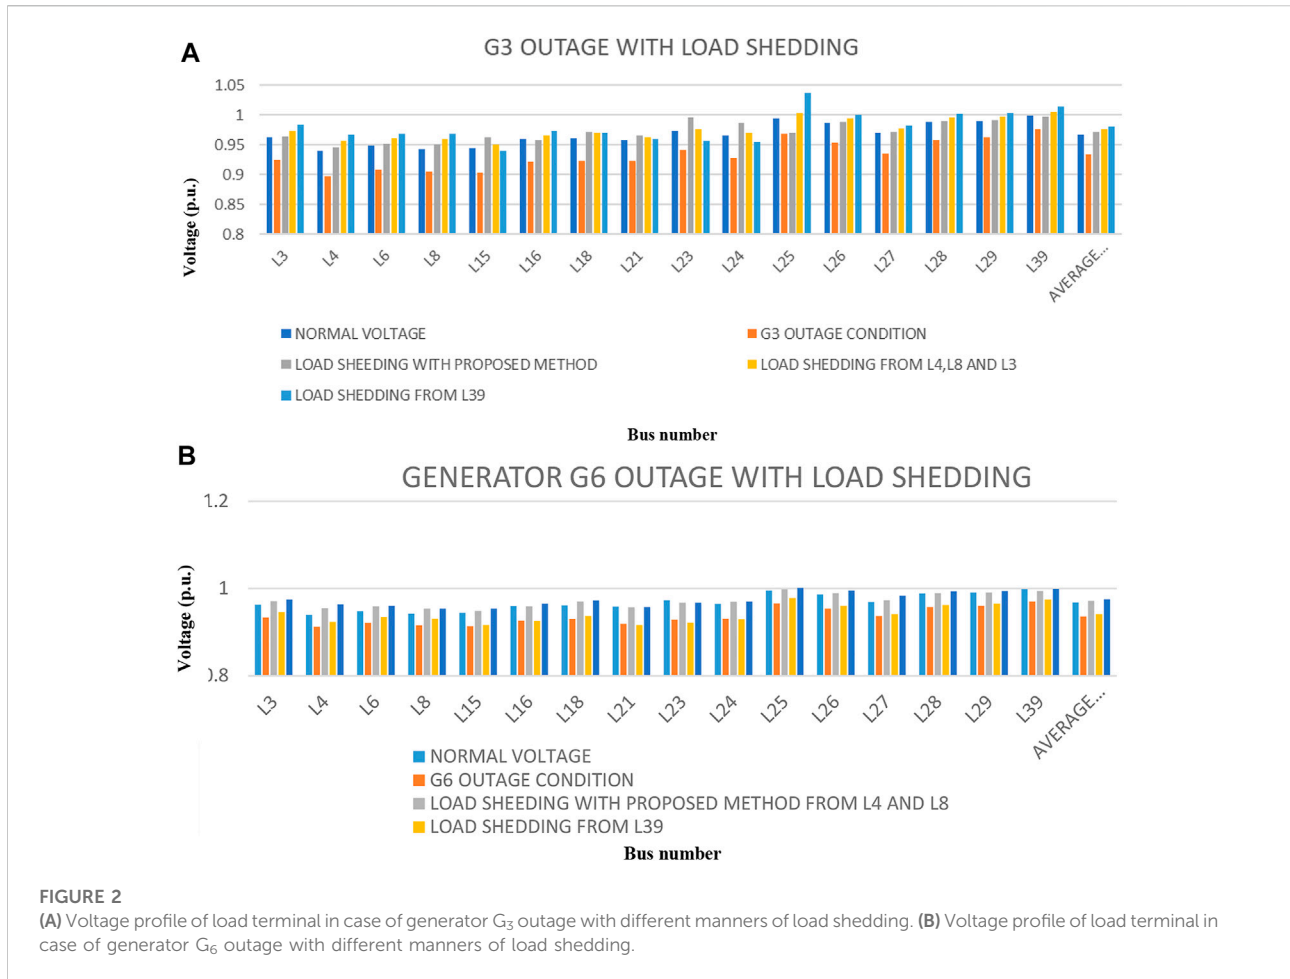 A
G3 OUTAGE WITH LOAD SHEDDING
1.05
1
0.95
0.9
0.85
0.8
Voltage (p.u.)
L3 L4 L6 L8 L15 L16 L18 L21 L23 L24 L25 L26 L27 L28 L29 L39 AVERAGE...
NORMAL VOLTAGE G3 OUTAGE CONDITION
LOAD SHEEDING WITH PROPOSED METHOD LOAD SHEDDING FROM L4,L8 AND L3
LOAD SHEDDING FROM L39
Bus number
B
GENERATOR G6 OUTAGE WITH LOAD SHEDDING
1.2
1
0.8
Voltage (p.u.)
L3 L4 L6 L8 L15 L16 L18 L21 L23 L24 L25 L26 L27 L28 L29 L39 AVERAGE...
NORMAL VOLTAGE
G6 OUTAGE CONDITION
LOAD SHEEDING WITH PROPOSED METHOD FROM L4 AND L8
LOAD SHEDDING FROM L39
Bus number
FIGURE 2
(A) Voltage profile of load terminal in case of generator G3 outage with different manners of load shedding. (B) Voltage profile of load terminal in
case of generator G6 outage with different manners of load shedding.